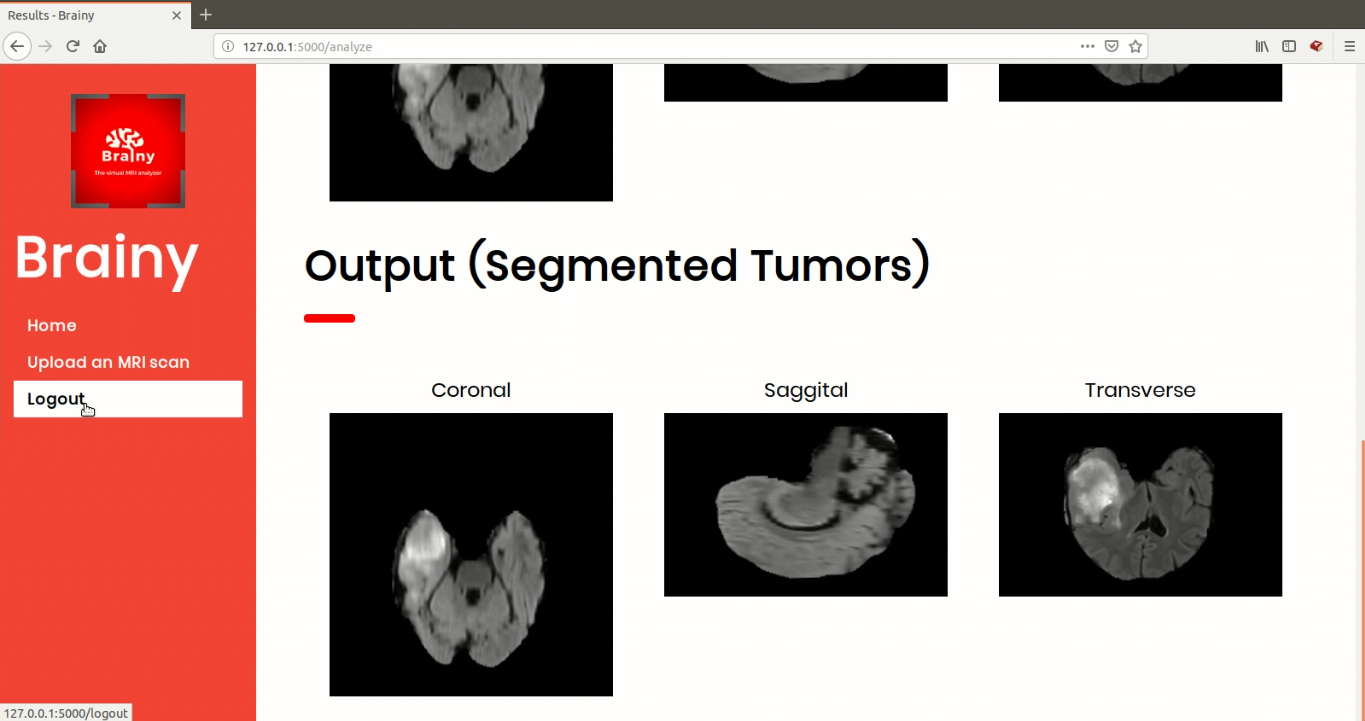 Results - Brainy
127.0.0.1:5000/analyze
Brainy
The virtual MRI analyzer
Brainy
Home
Upload an MRI scan
Logout
Output (Segmented Tumors)
Coronal
Saggital
Transverse
127.0.0.1:5000/logout